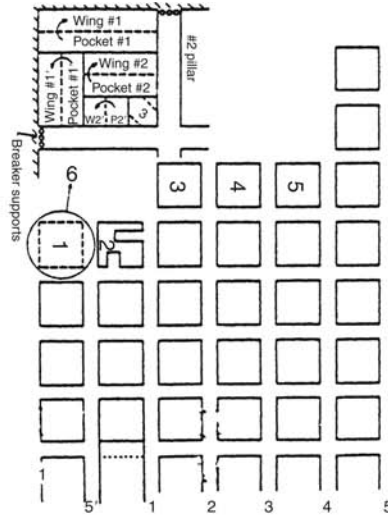 Wing #1
Pocket #1
#2 pillar
Wing #2
Pocket #2
Wing #1'
Pocket #1'
W2'
P2'
3
Breaker supports
6
3
4
5
1
2
1
5'
1
2
3
4
5